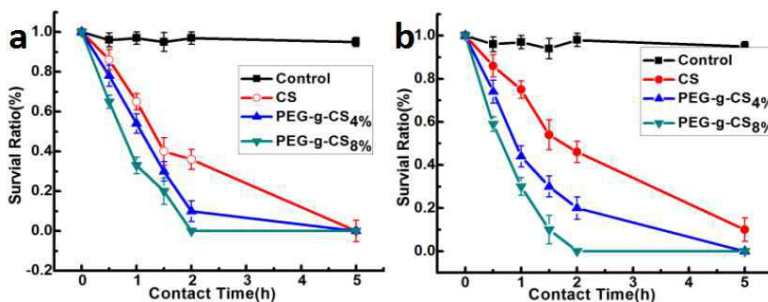 a
Survial Ratio(%)
1.0
0.8
0.6
0.4
0.2
0.0
-0.2
Control
CS
PEG-g-CS4%
PEG-g-CS8%
0 1 2 3 4 5
Contact Time(h)
b
Survial Ratio(%)
1.0
0.8
0.6
0.4
0.2
0.0
Control
CS
PEG-g-CS4%
PEG-g-CS8%
0 1 2 3 4 5
Contact Time(h)